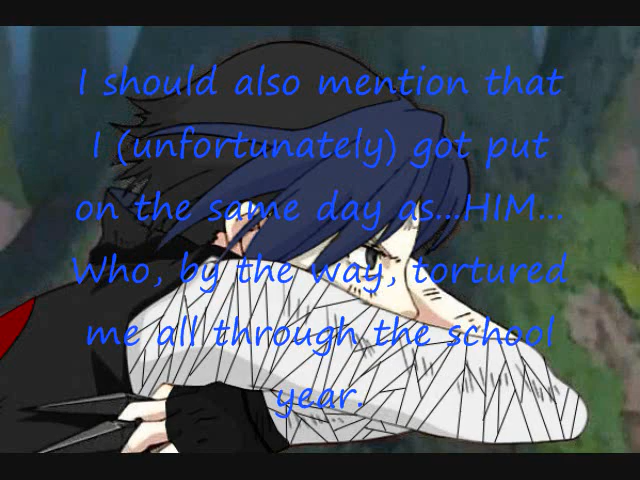 I should also mention that
I (unfortunately) got put
on the same day as...HIM...
Who, by the way, tortured
me all through the school
year.